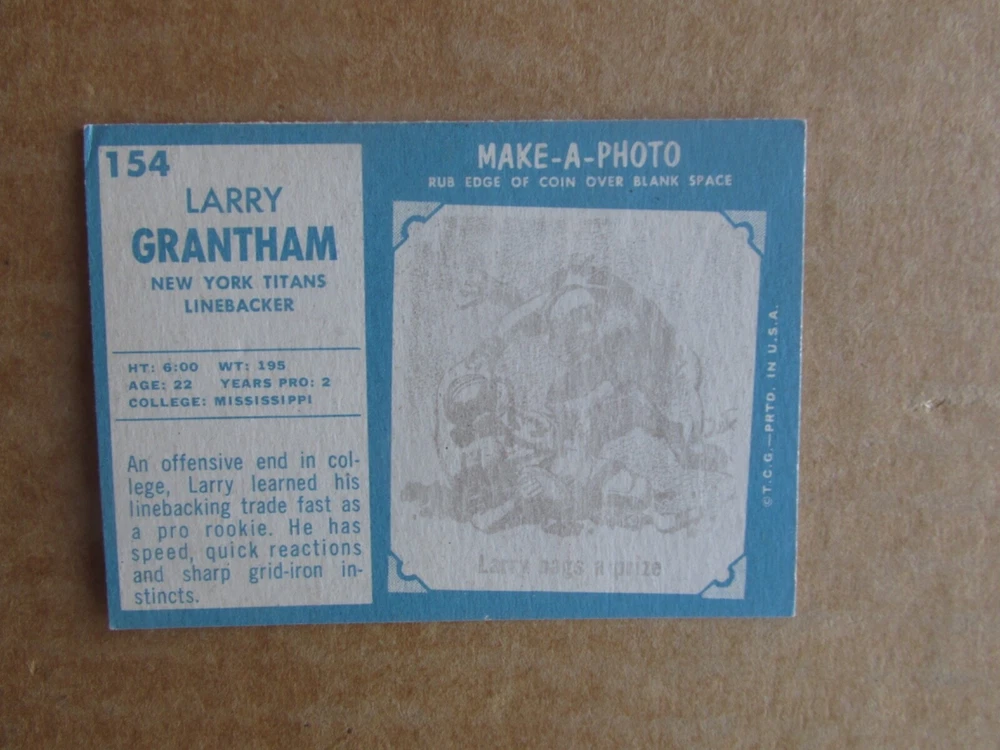 154
LARRY
GRANTHAM
NEW YORK TITANS
LINEBACKER
HT: 6:00 WT: 195
AGE: 22 YEARS PRO: 2
COLLEGE: MISSISSIPPI
An offensive end in col-
lege, Larry learned his
linebacking trade fast as
a pro rookie. He has
speed, quick reactions
and sharp grid-iron in-
stincts.
MAKE-A-PHOTO
RUB EDGE OF COIN OVER BLANK SPACE
Larry bags a prize
© T.C.G.—PRTD. IN U.S.A.